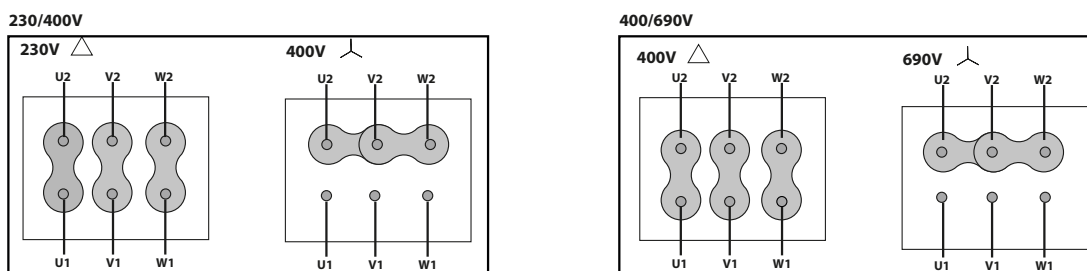 230/400V
230V
400V
U2 V2 W2
U2 V2 W2
U1 V1 W1
U1 V1 W1
400/690V
400V
690V
U2 V2 W2
U2 V2 W2
U1 V1 W1
U1 V1 W1